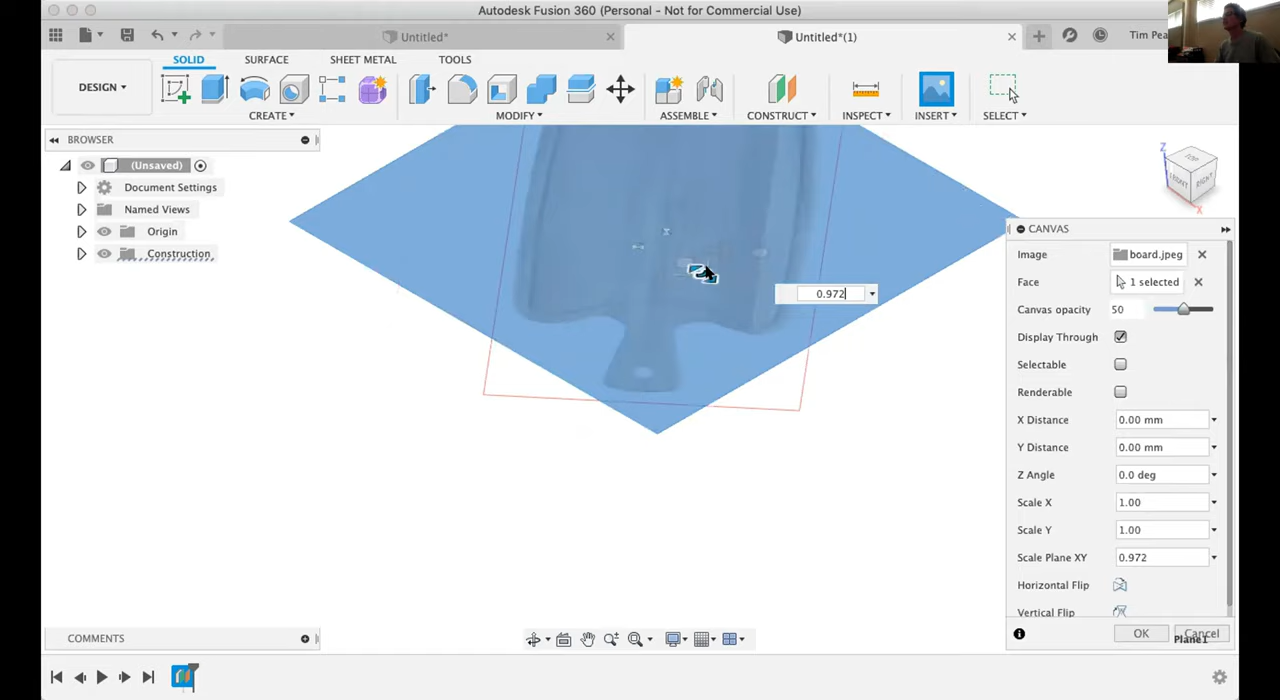 Autodesk Fusion 360 (Personal - Not for Commercial Use)
Untitled*
Untitled*(1)
Tim Pea
DESIGN
SOLID
SURFACE
SHEET METAL
TOOLS
CREATE
MODIFY
ASSEMBLE
CONSTRUCT
INSPECT
INSERT
SELECT
BROWSER
(Unsaved)
Document Settings
Named Views
Origin
Construction
Z
TOP
FRONT
RIGHT
X
0.972
CANVAS
Image board.jpeg
Face 1 selected
Canvas opacity 50
Display Through
Selectable
Renderable
X Distance 0.00 mm
Y Distance 0.00 mm
Z Angle 0.0 deg
Scale X 1.00
Scale Y 1.00
Scale Plane XY 0.972
Horizontal Flip
Vertical Flip
OK
Cancel
Plane1
COMMENTS